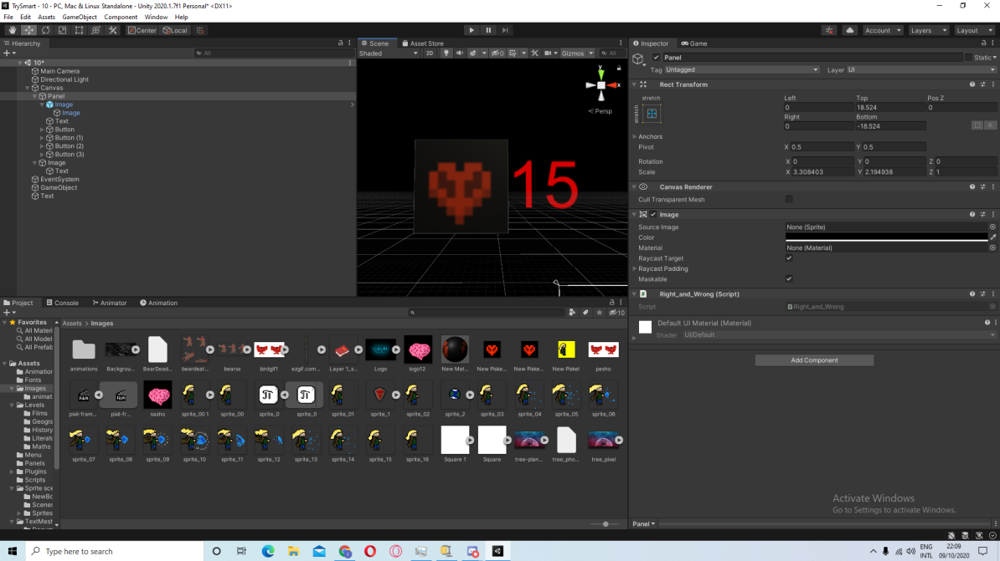 TrySmart - 10 - PC, Mac & Linux Standalone - Unity 2020.1.7f1 Personal* <DX11>
File Edit Assets GameObject Component Window Help
Center Local Account Layers Layout
Hierarchy
All
10*
Main Camera
Directional Light
Canvas
Panel
Image
Image
Text
Button
Button (1)
Button (2)
Button (3)
Image
Text
EventSystem
GameObject
Text
Scene Asset Store
Shaded 2D 0 Gizmos All
y
x
Persp
15
Inspector Game
Panel Static
Tag Untagged Layer UI
Rect Transform
stretch Left Top Pos Z
stretch 0 18.524 0
Right Bottom
0 -18.524 R
Anchors
Pivot X 0.5 Y 0.5
Rotation X 0 Y 0 Z 0
Scale X 3.308403 Y 2.194938 Z 1
Canvas Renderer
Cull Transparent Mesh
Image
Source Image None (Sprite)
Color
Material None (Material)
Raycast Target
Raycast Padding
Maskable
Right_and_Wrong (Script)
Script Right_and_Wrong
Default UI Material (Material)
Shader UI/Default
Add Component
Project Console Animator Animation
10
Favorites
All Materi
All Model
All Prefab
Assets
Animation
Fonts
Images
animat
Levels
Films
Geogra
History
Literat
Maths
Menu
Panels
Plugins
Scripts
Sprite sce
NewBo
Scenes
Sprites
TextMesh
Assets › Images
animations Backgrou... BearDead... beardeat... bearss birdgif1 ezgif.com... Layer 1_s... Logo logo12 New Mat... New Piske... New Piske... New Piskel pesho
pixil-fram... pixil-fr... sasho sprite_00 1 sprite_00 sprite_0 sprite_0 sprite_01 sprite_1 sprite_02 sprite_2 sprite_03 sprite_04 sprite_05 sprite_06
sprite_07 sprite_08 sprite_09 sprite_10 sprite_11 sprite_12 sprite_13 sprite_14 sprite_15 sprite_16 Square 1 Square tree-plan... tree_pho... tree_pixel
Activate Windows
Go to Settings to activate Windows.
Panel
Type here to search
ENG
INTL
22:09
09/10/2020